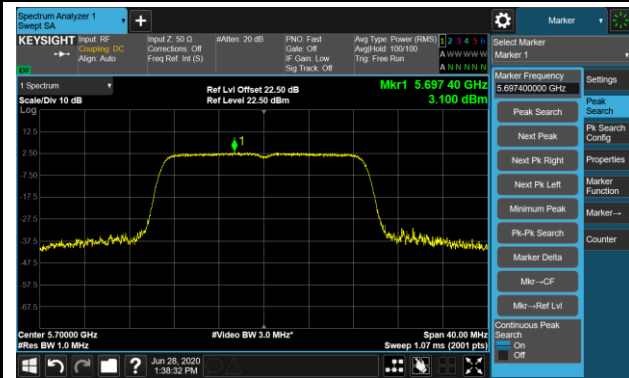 Spectrum Analyzer 1
Swept SA
+
Marker
KEYSIGHT
Input: RF
Coupling: DC
Align: Auto
Input Z: 50 Ω
Corrections: Off
Freq Ref: Int (S)
#Atten: 20 dB
PNO: Fast
Gate: Off
IF Gain: Low
Sig Track: Off
Avg Type: Power (RMS)
Avg|Hold: 100/100
Trig: Free Run
1 2 3 4 5 6
A W W W W W
A N N N N N
Select Marker
Marker 1
1 Spectrum
Scale/Div 10 dB
Log
Ref Lvl Offset 22.50 dB
Ref Level 22.50 dBm
Mkr1 5.697 40 GHz
3.100 dBm
12.5
2.50
-7.50
-17.5
-27.5
-37.5
-47.5
-57.5
-67.5
1
Center 5.70000 GHz
#Res BW 1.0 MHz
#Video BW 3.0 MHz*
Span 40.00 MHz
Sweep 1.07 ms (2001 pts)
Marker Frequency
5.697400000 GHz
Peak Search
Next Peak
Next Pk Right
Next Pk Left
Minimum Peak
Pk-Pk Search
Marker Delta
Mkr→CF
Mkr→Ref Lvl
Continuous Peak
Search
On
Off
Settings
Peak
Search
Pk Search
Config
Properties
Marker
Function
Marker→
Counter
?
Jun 28, 2020
1:38:32 PM